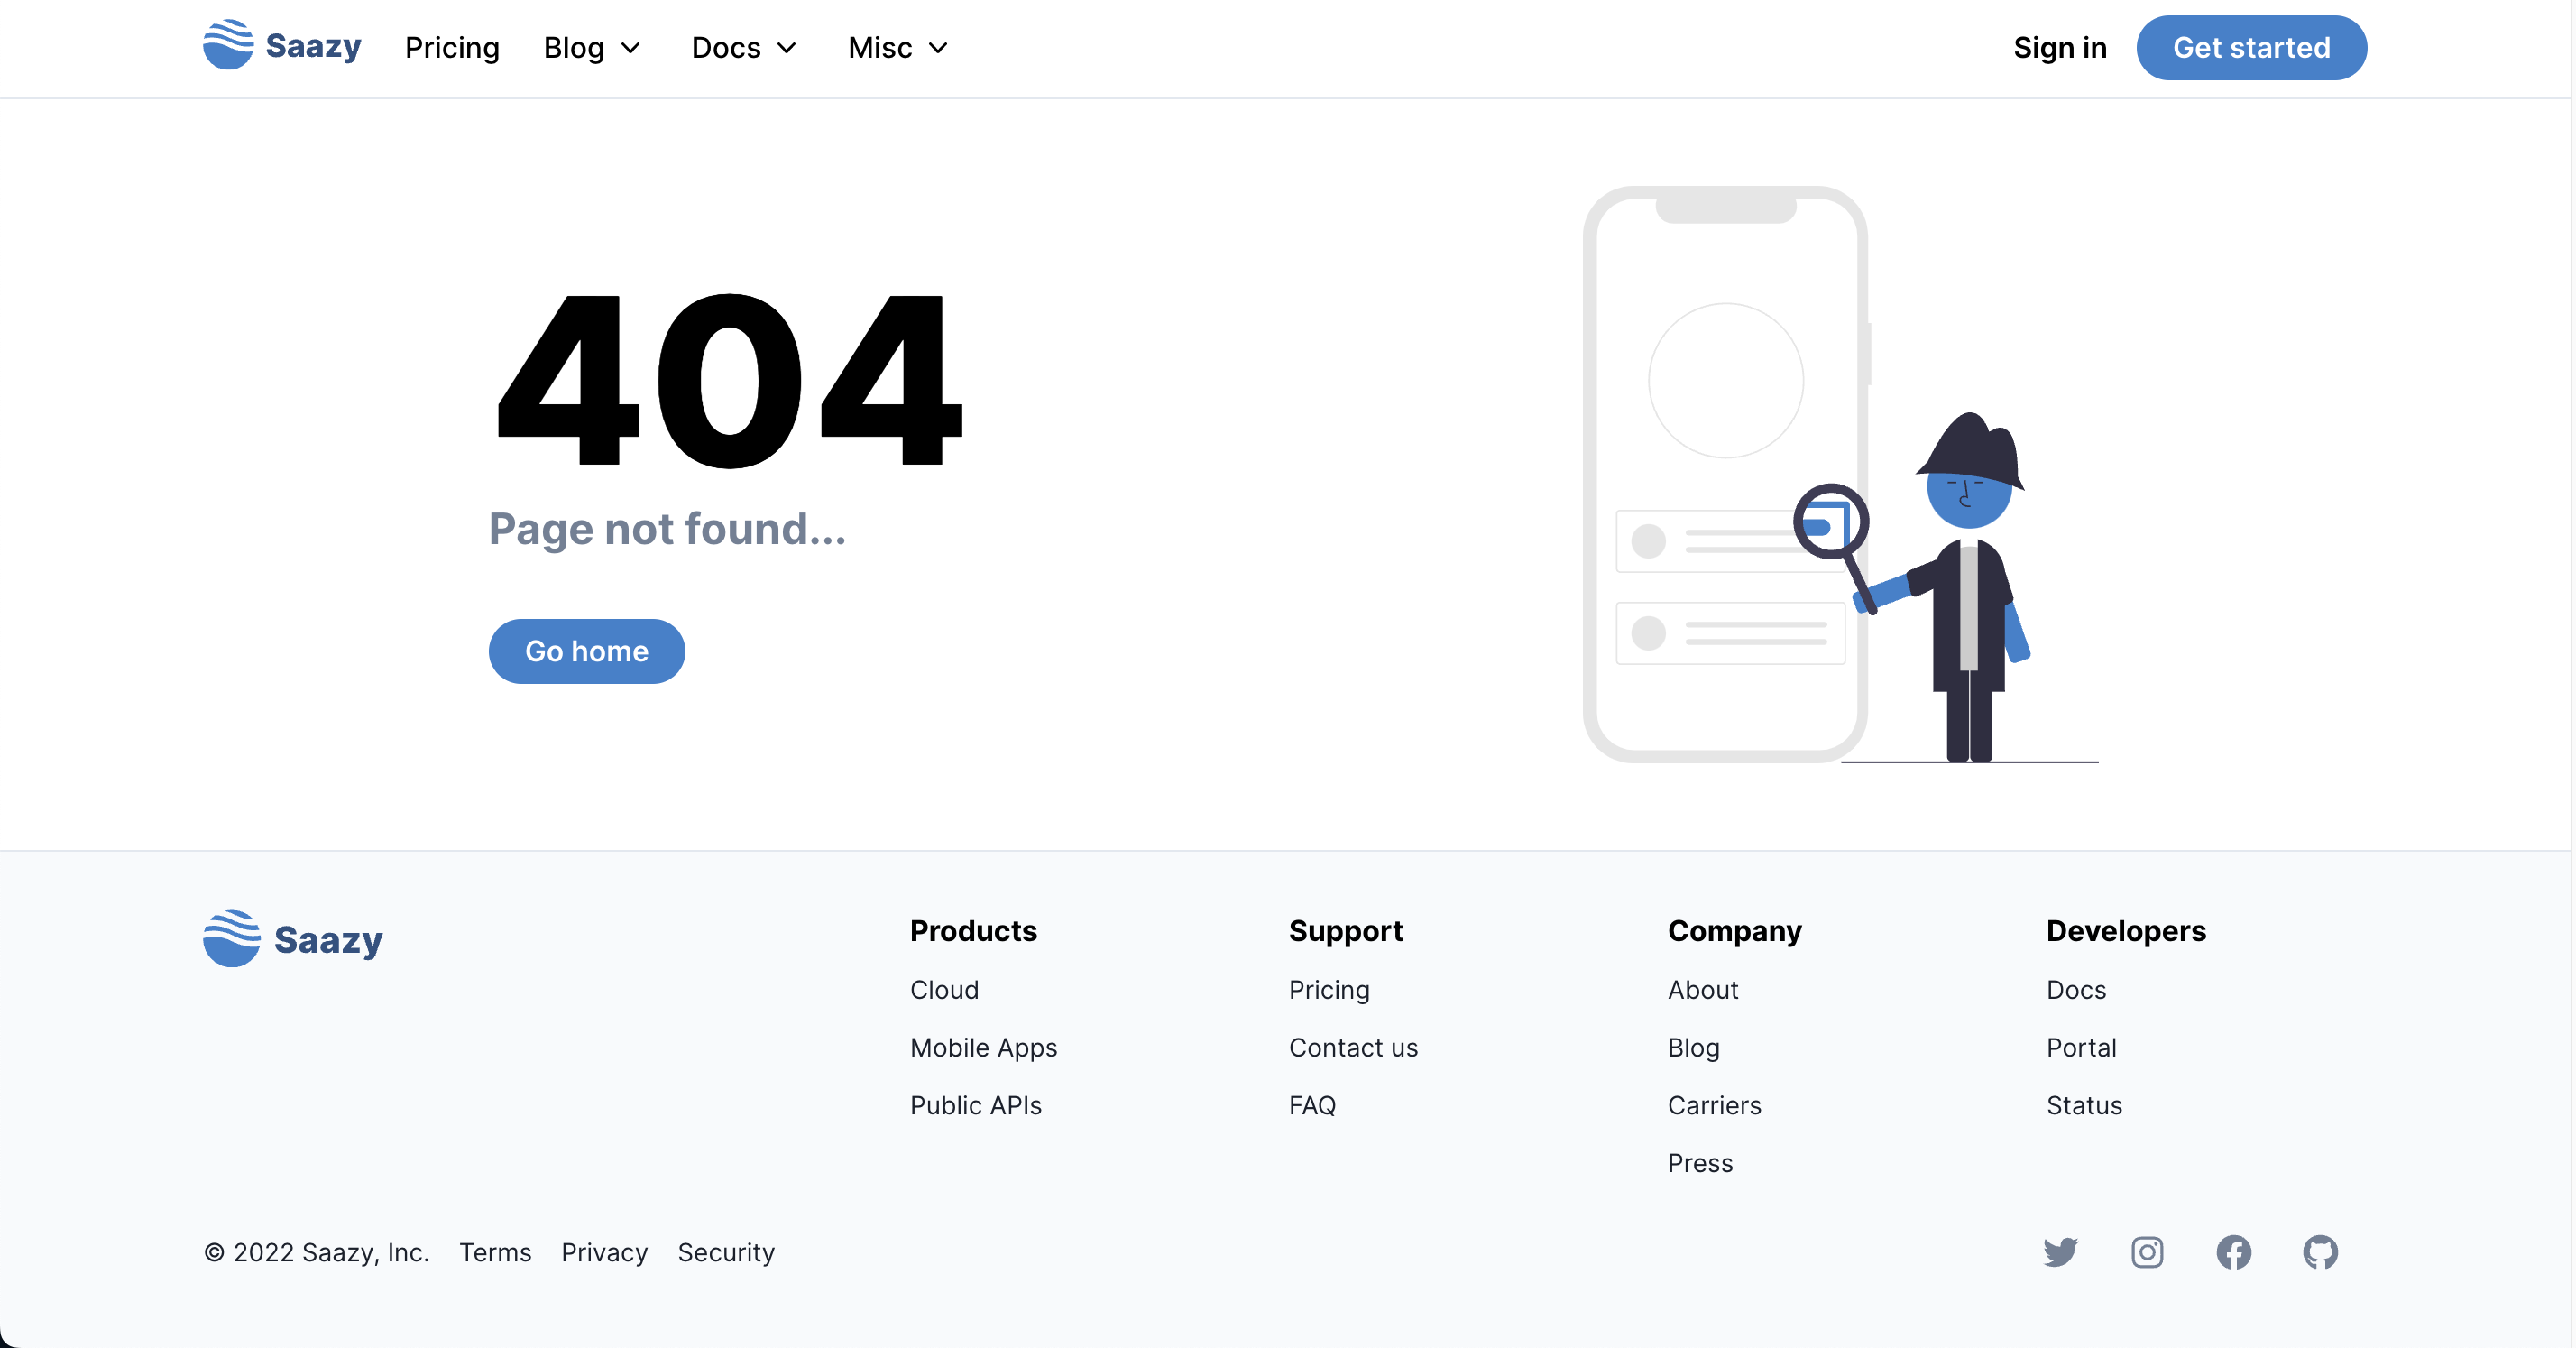 Saazy Pricing Blog Docs Misc Sign in Get started
404
Page not found...
Go home
Saazy
Products
Cloud
Mobile Apps
Public APIs
Support
Pricing
Contact us
FAQ
Company
About
Blog
Carriers
Press
Developers
Docs
Portal
Status
© 2022 Saazy, Inc. Terms Privacy Security